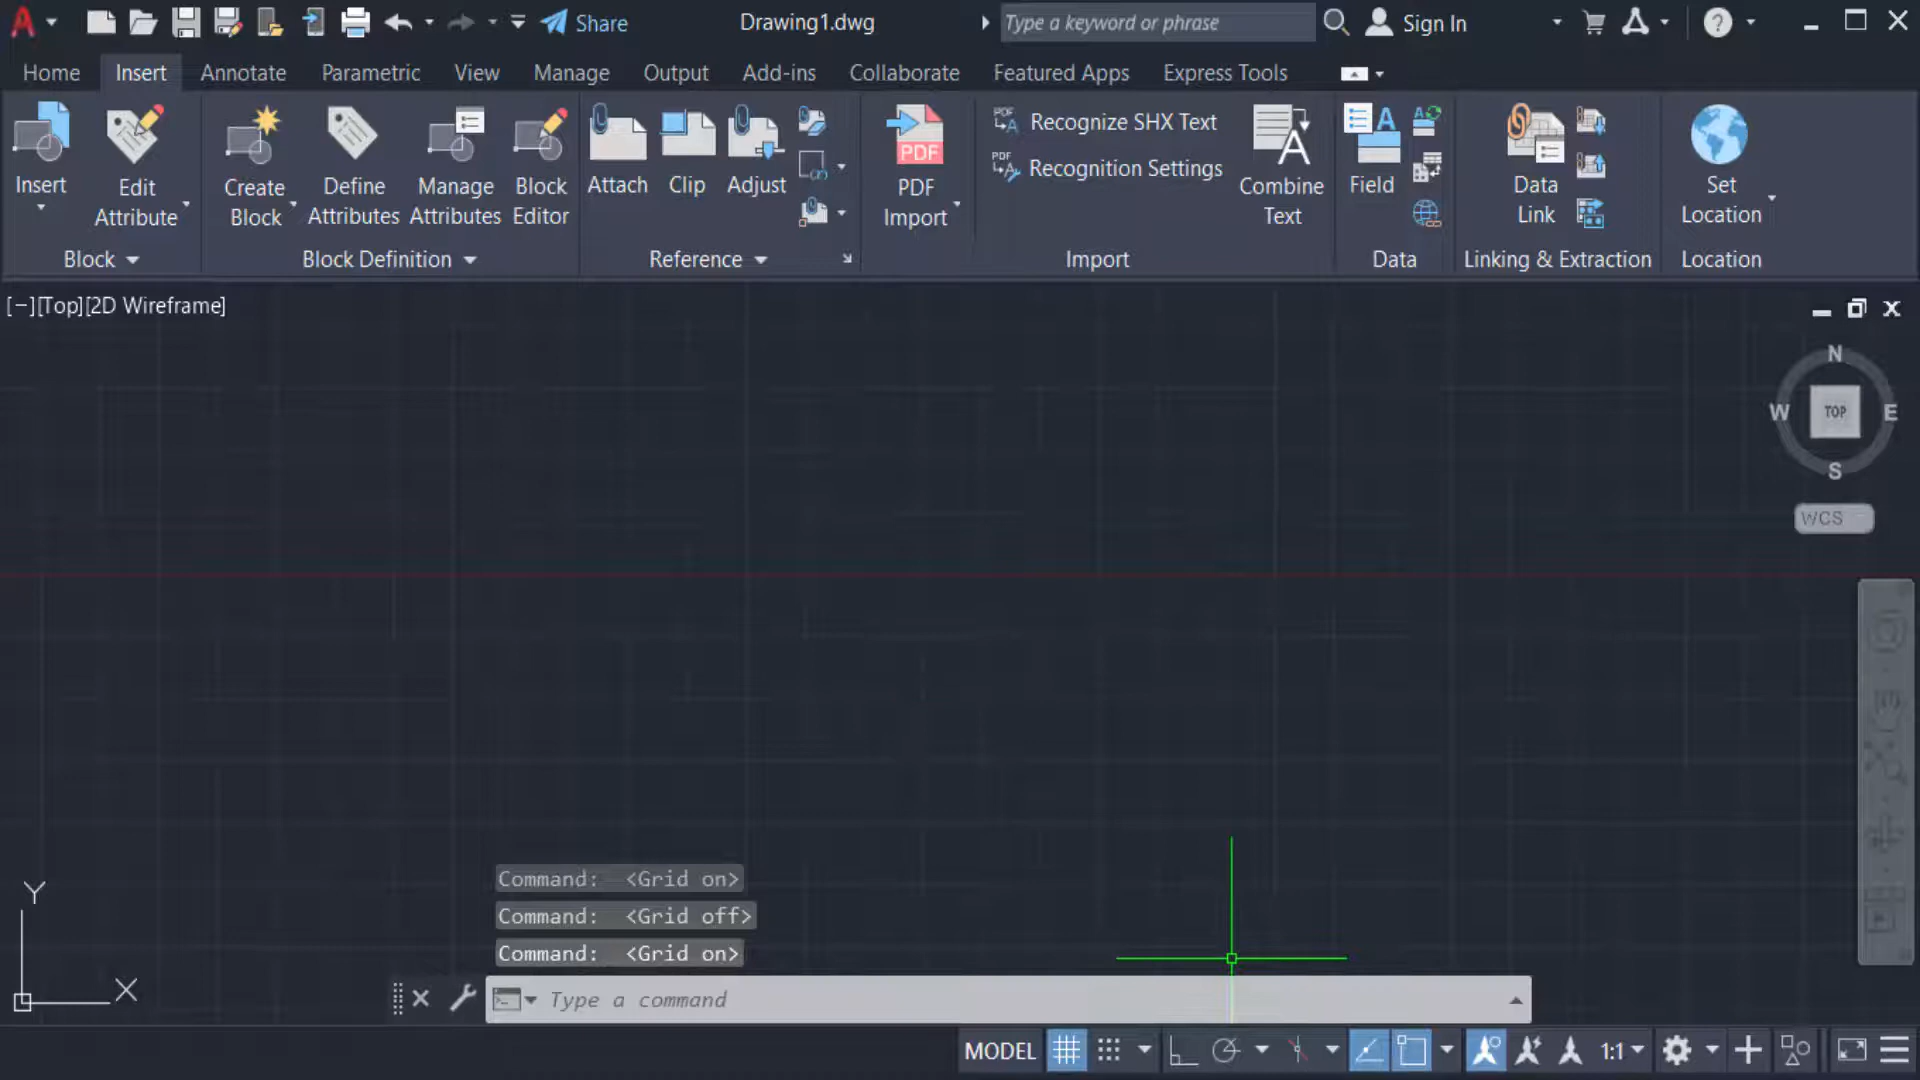 Share
Drawing1.dwg
Type a keyword or phrase
Sign In
Home Insert Annotate Parametric View Manage Output Add-ins Collaborate Featured Apps Express Tools
Insert
Edit
Attribute
Create
Block
Define
Attributes
Manage
Attributes
Block
Editor
Attach
Clip
Adjust
PDF
PDF
Import
PDF
Recognize SHX Text
PDF
Recognition Settings
Combine
Text
Field
Data
Link
Set
Location
Block
Block Definition
Reference
Import
Data
Linking & Extraction
Location
[−][Top][2D Wireframe]
N
W
TOP
E
S
WCS
Command: <Grid on>
Command: <Grid off>
Command: <Grid on>
Y
X
Type a command
MODEL
1:1